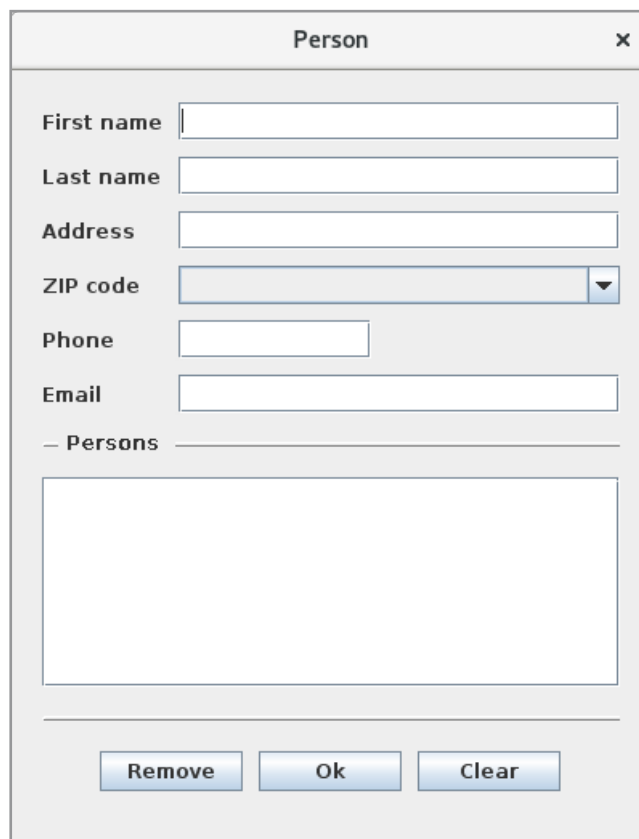 Person
First name
Last name
Address
ZIP code
Phone
Email
Persons
Remove Ok Clear